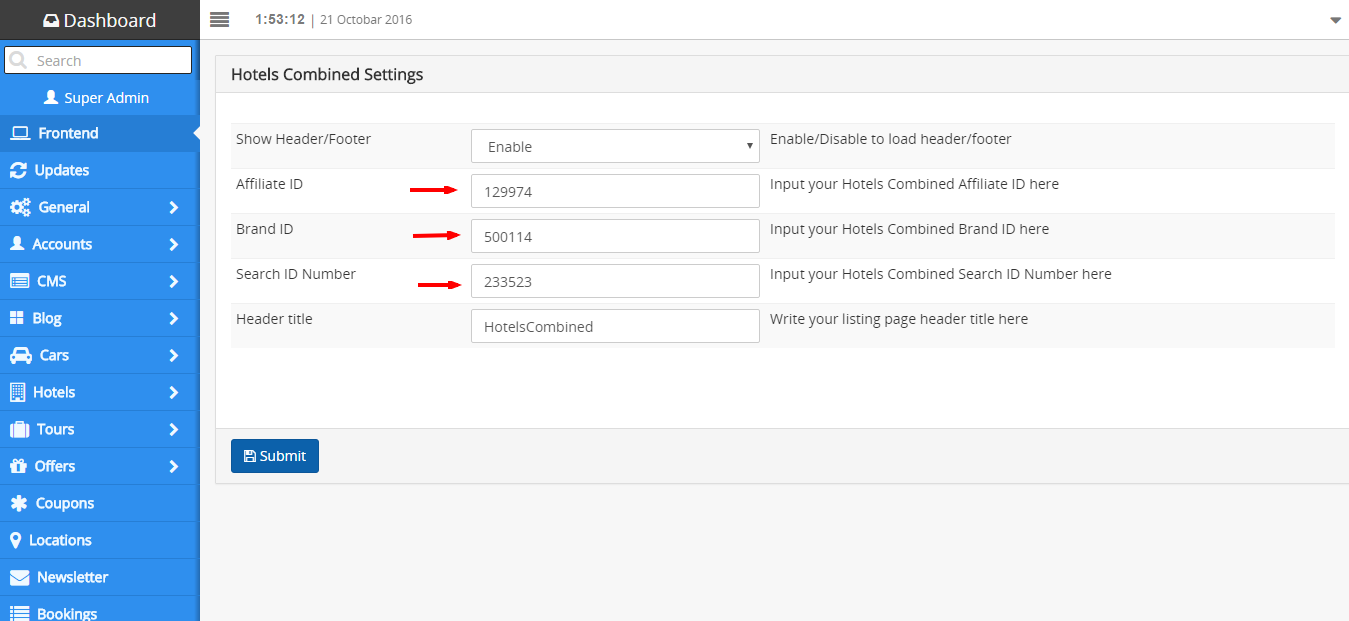 Dashboard
1:53:12 | 21 Octobar 2016
Search
Super Admin
Frontend
Updates
General
Accounts
CMS
Blog
Cars
Hotels
Tours
Offers
Coupons
Locations
Newsletter
Bookings
Hotels Combined Settings
Show Header/Footer Enable Enable/Disable to load header/footer
Affiliate ID 129974 Input your Hotels Combined Affiliate ID here
Brand ID 500114 Input your Hotels Combined Brand ID here
Search ID Number 233523 Input your Hotels Combined Search ID Number here
Header title HotelsCombined Write your listing page header title here
Submit